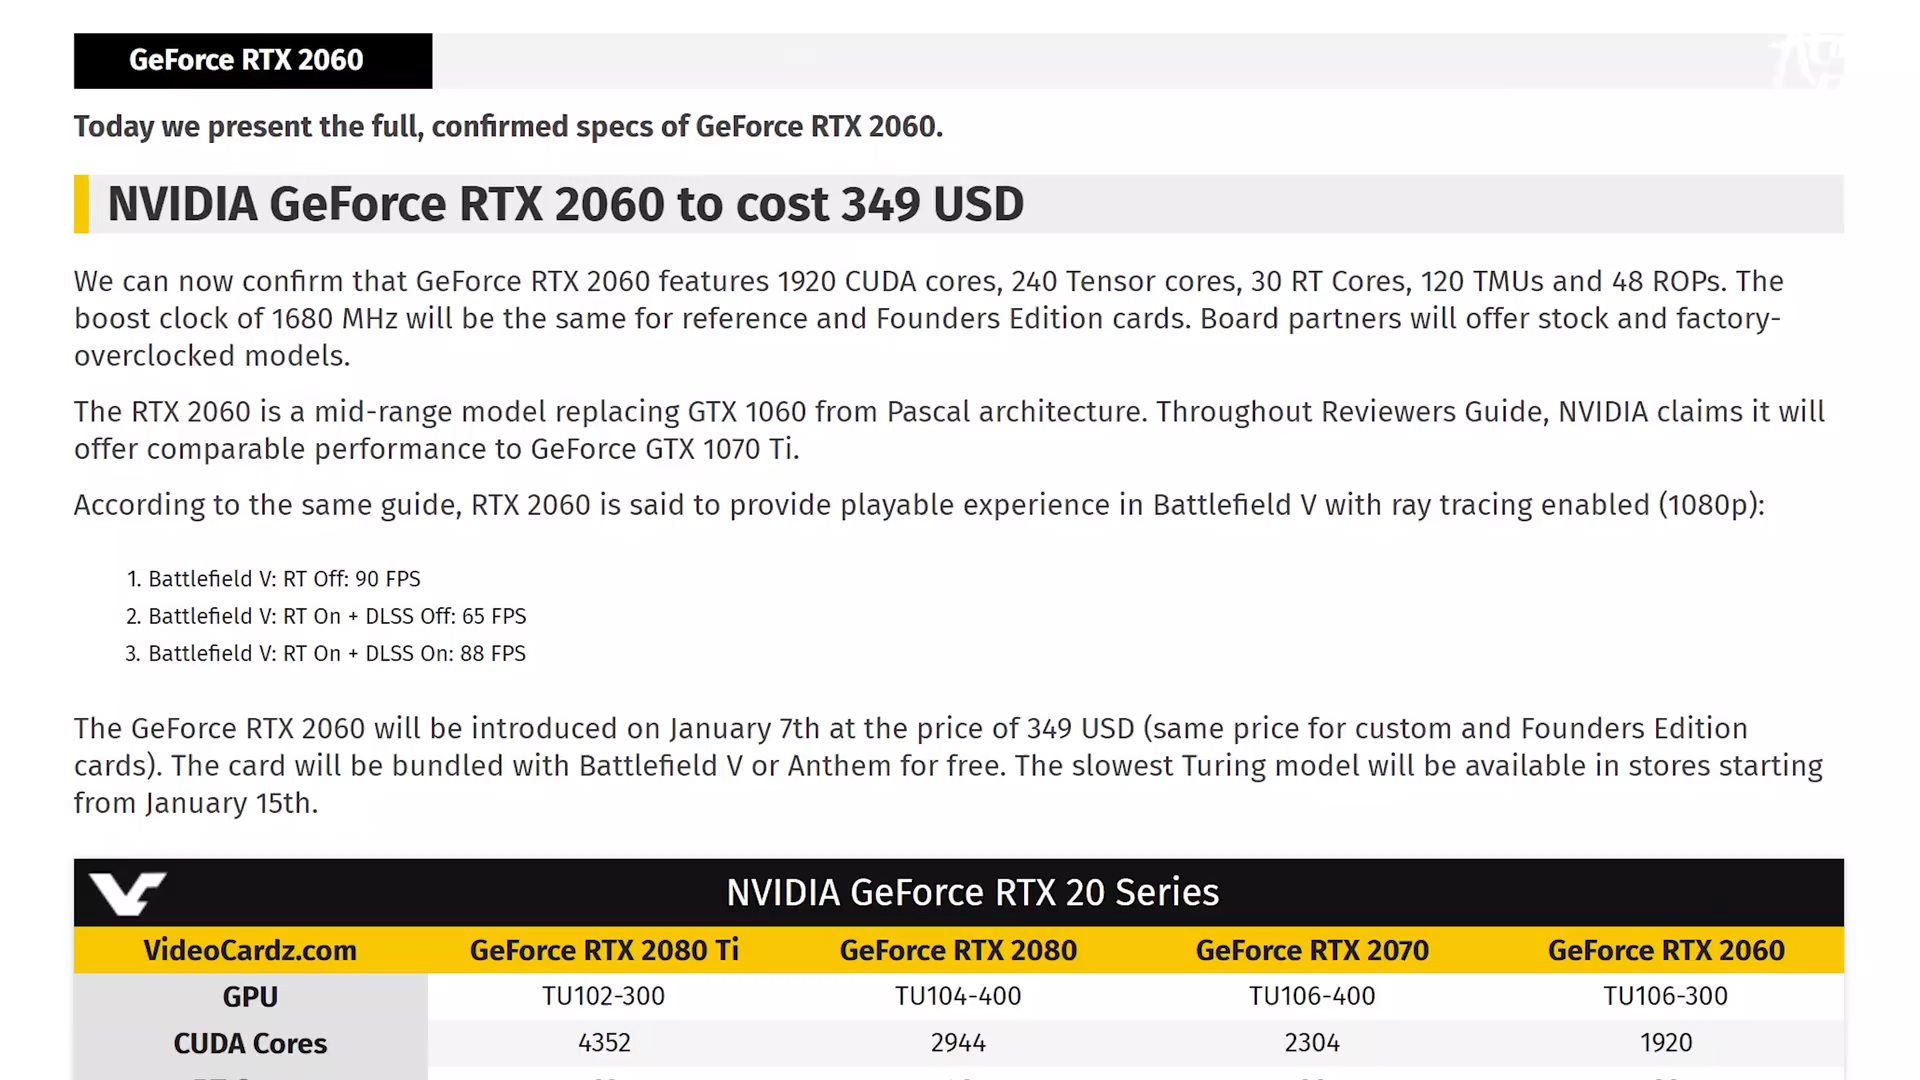 GeForce RTX 2060
Today we present the full, confirmed specs of GeForce RTX 2060.
NVIDIA GeForce RTX 2060 to cost 349 USD
We can now confirm that GeForce RTX 2060 features 1920 CUDA cores, 240 Tensor cores, 30 RT Cores, 120 TMUs and 48 ROPs. The
boost clock of 1680 MHz will be the same for reference and Founders Edition cards. Board partners will offer stock and factory-
overclocked models.
The RTX 2060 is a mid-range model replacing GTX 1060 from Pascal architecture. Throughout Reviewers Guide, NVIDIA claims it will
offer comparable performance to GeForce GTX 1070 Ti.
According to the same guide, RTX 2060 is said to provide playable experience in Battlefield V with ray tracing enabled (1080p):
1. Battlefield V: RT Off: 90 FPS
2. Battlefield V: RT On + DLSS Off: 65 FPS
3. Battlefield V: RT On + DLSS On: 88 FPS
The GeForce RTX 2060 will be introduced on January 7th at the price of 349 USD (same price for custom and Founders Edition
cards). The card will be bundled with Battlefield V or Anthem for free. The slowest Turing model will be available in stores starting
from January 15th.
NVIDIA GeForce RTX 20 Series
VideoCardz.com GeForce RTX 2080 Ti GeForce RTX 2080 GeForce RTX 2070 GeForce RTX 2060
GPU TU102-300 TU104-400 TU106-400 TU106-300
CUDA Cores 4352 2944 2304 1920